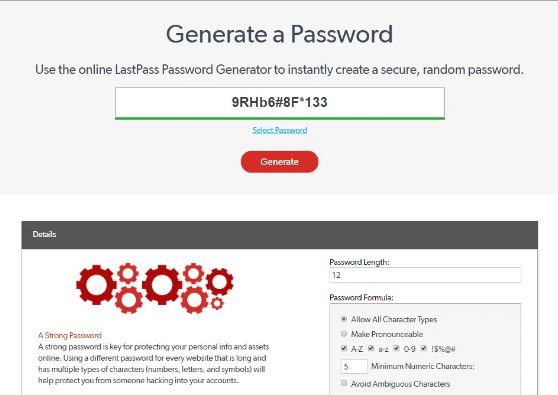 Generate a Password
Use the online LastPass Password Generator to instantly create a secure, random password.
9RHb6#8F*133
Select Password
Generate
Details
Password Length:
12
Password Formula:
Allow All Character Types
Make Pronounceable
A-Z a-z 0-9 !$%@#
5 Minimum Numeric Characters:
Avoid Ambiguous Characters
A Strong Password
A strong password is key for protecting your personal info and assets
online. Using a different password for every website that is long and
has multiple types of characters (numbers, letters, and symbols) will
help protect you from someone hacking into your accounts.